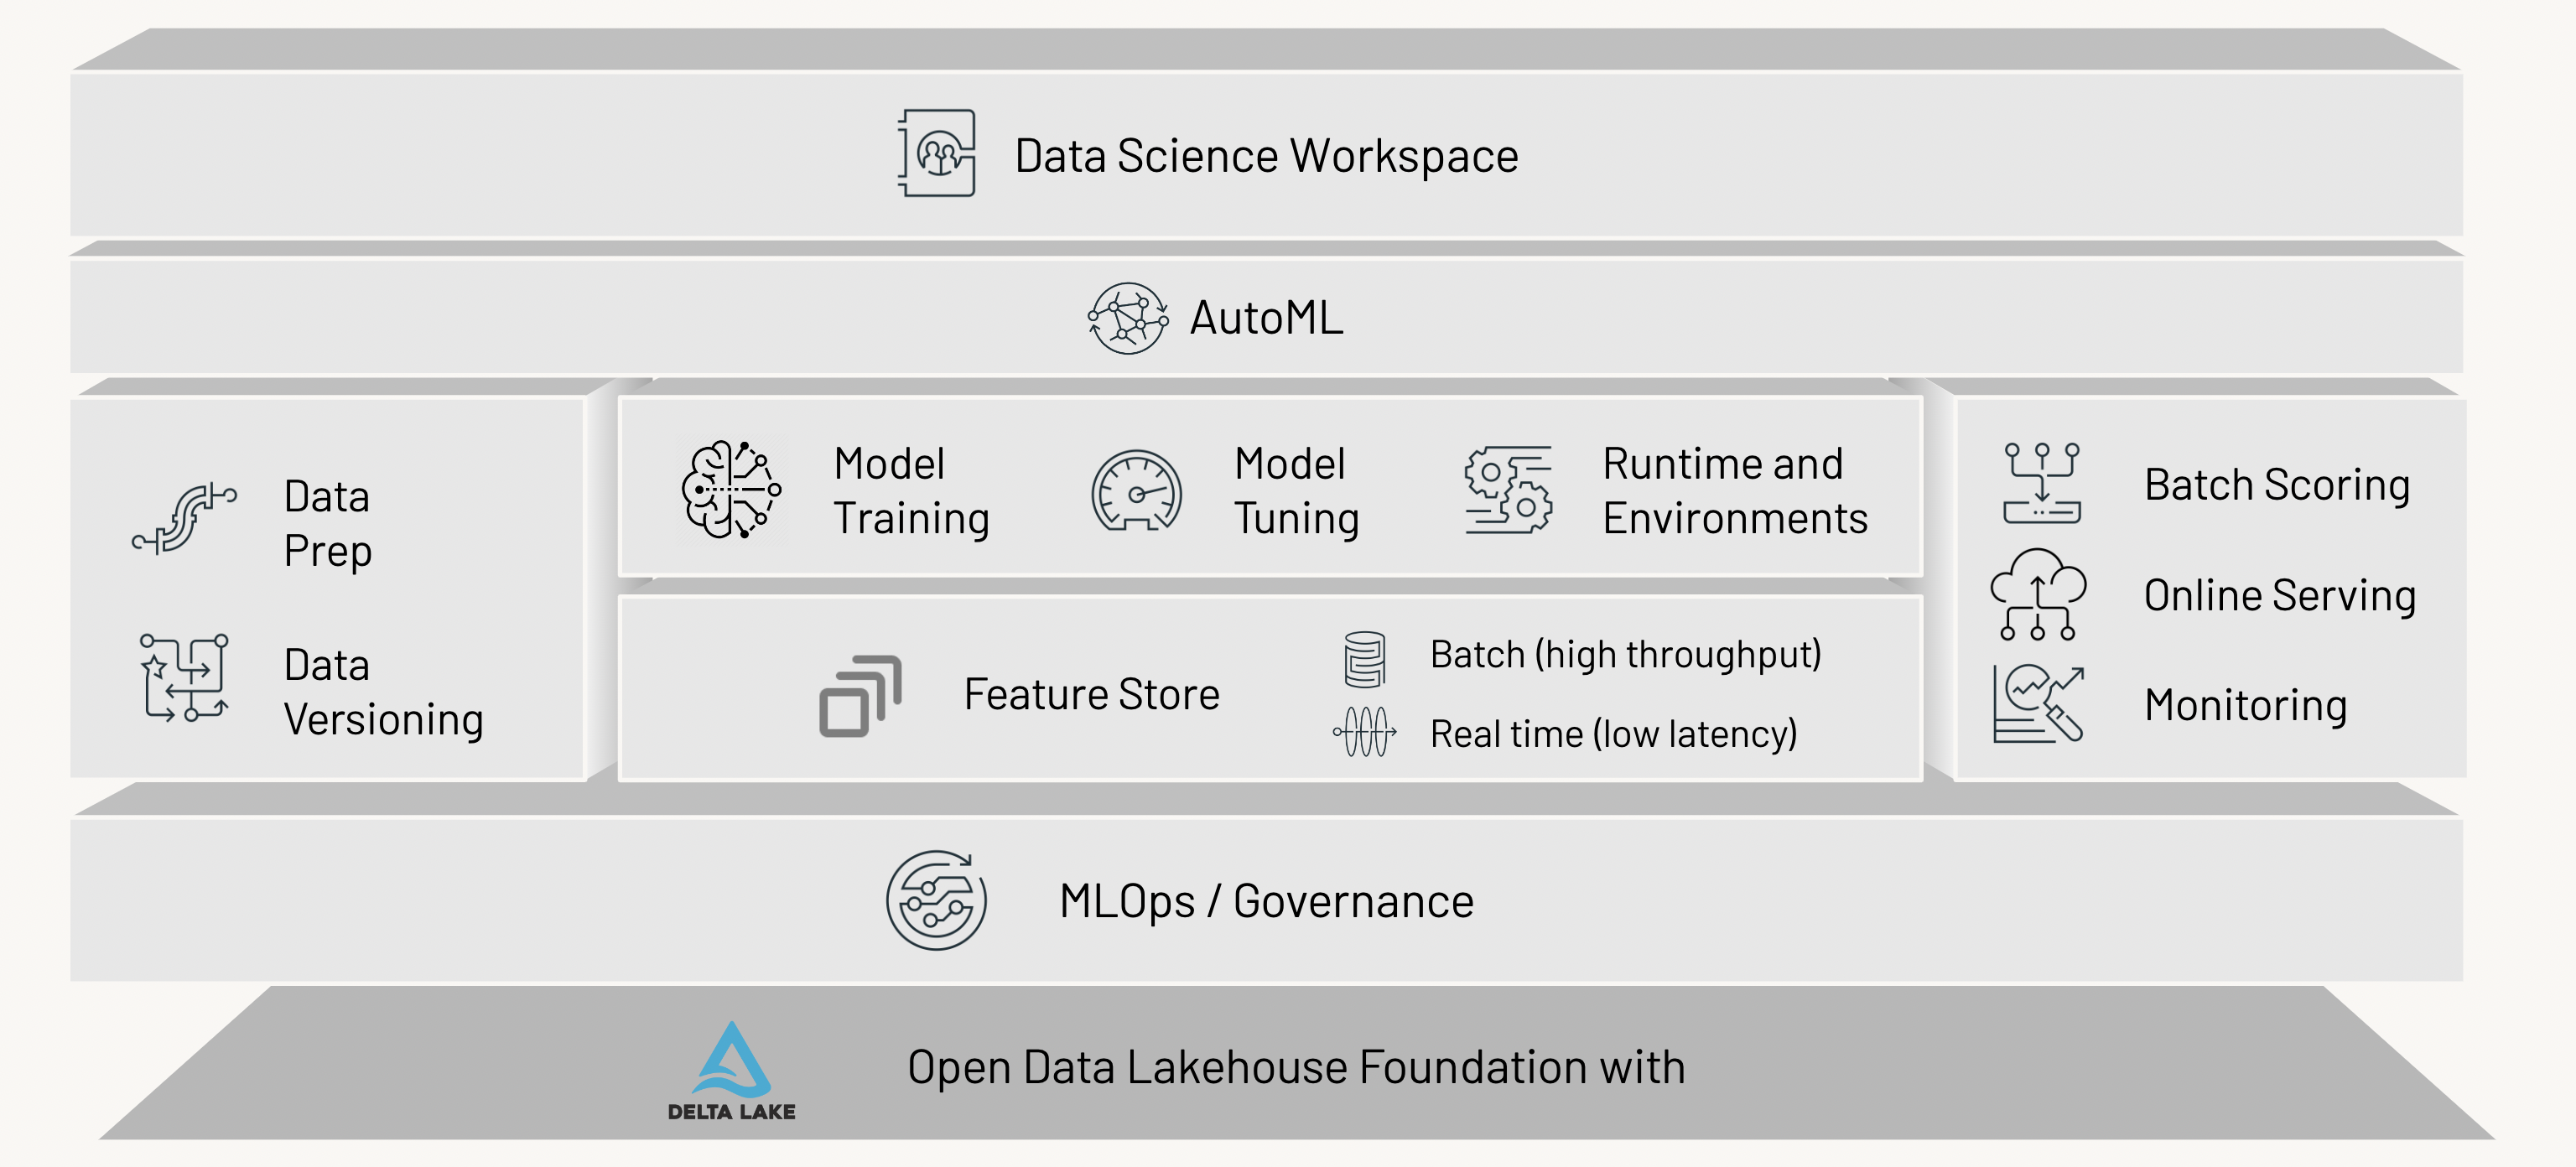 Data Science Workspace
AutoML
Data
Prep
Data
Versioning
Model
Training
Model
Tuning
Runtime and
Environments
Feature Store
Batch (high throughput)
Real time (low latency)
Batch Scoring
Online Serving
Monitoring
MLOps / Governance
DELTA LAKE
Open Data Lakehouse Foundation with